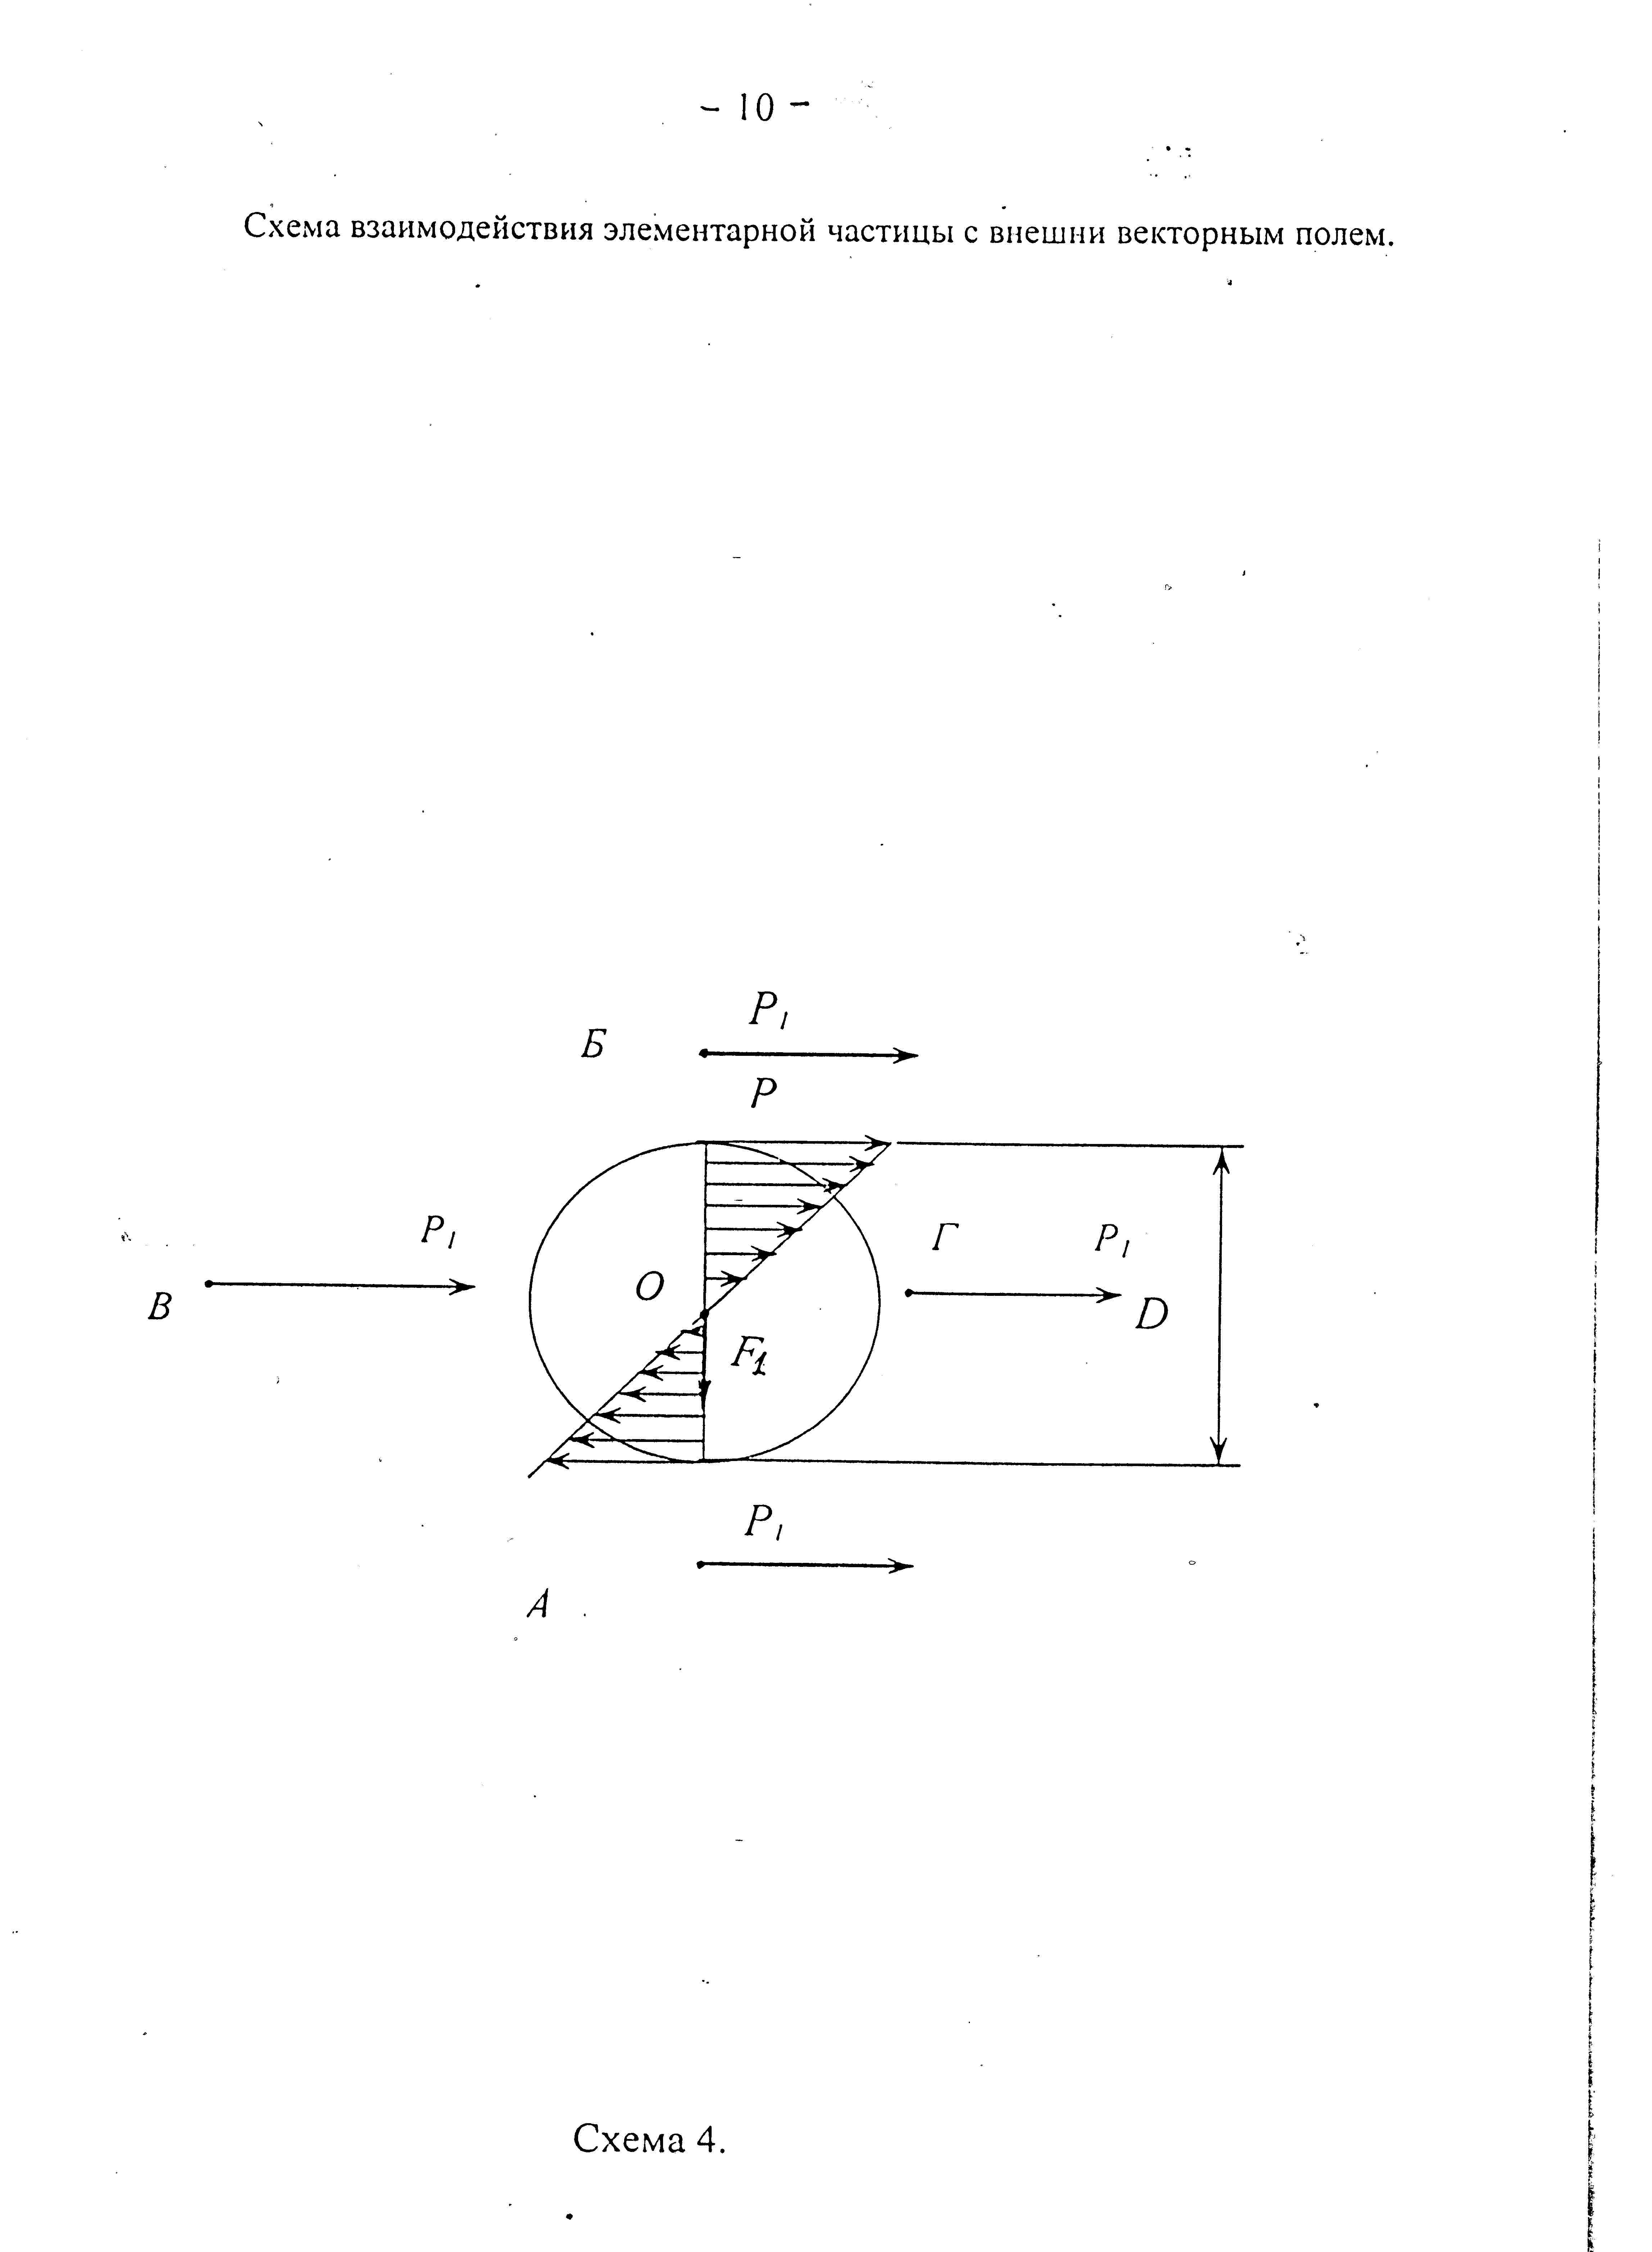 - 10 -
Схема взаимодействия элементарной частицы с внешни векторным полем.
P1
Б
P
P1
Г
P1
О
В
D
F1
P1
А
Схема 4.